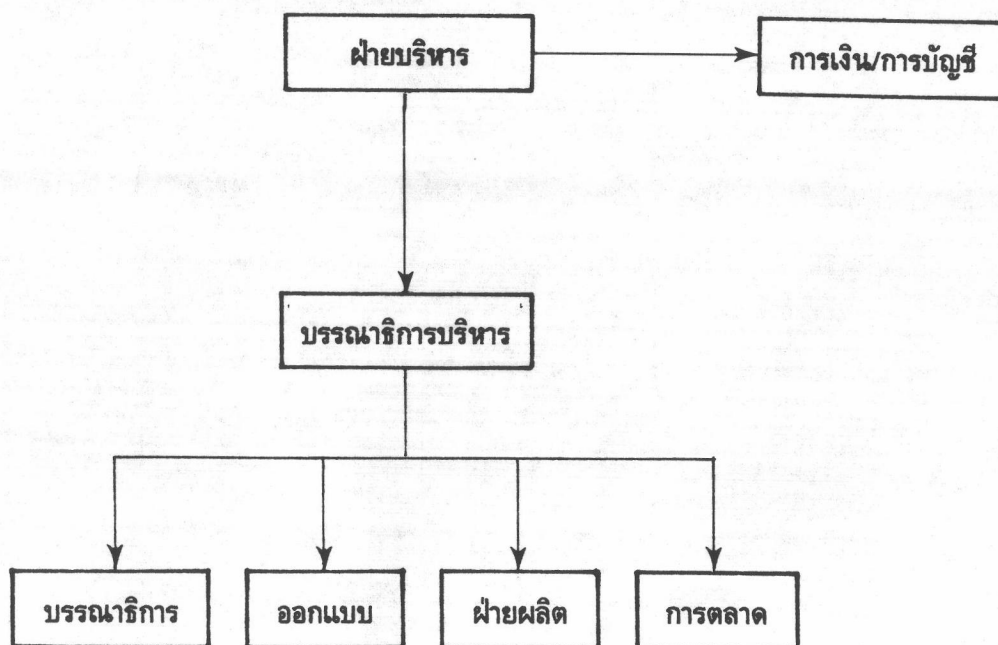 ฝ่ายบริหาร
การเงิน/การบัญชี
บรรณาธิการบริหาร
บรรณาธิการ
ออกแบบ
ฝ่ายผลิต
การตลาด